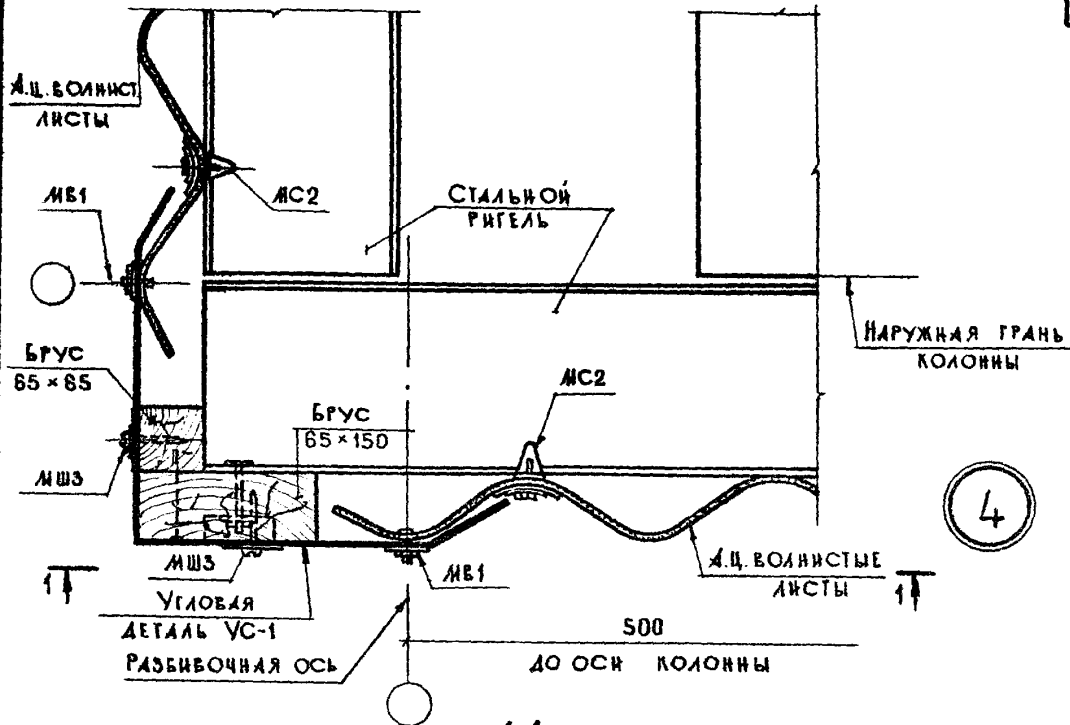 А.Ц. ВОЛНИСТ.
ЛИСТЫ
МВ1
МС2
СТАЛЬНОЙ
РИГЕЛЬ
НАРУЖНАЯ ГРАНЬ
КОЛОННЫ
БРУС
65×65
МС2
БРУС
65×150
МШ3
4
МШ3
МВ1
А.Ц. ВОЛНИСТЫЕ
ЛИСТЫ
1
1
УГЛОВАЯ
ДЕТАЛЬ УС-1
500
РАЗБИВОЧНАЯ ОСЬ
ДО ОСИ КОЛОННЫ